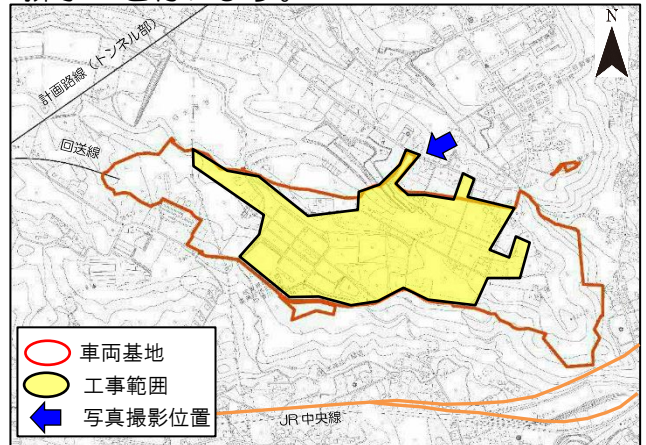 N
計画路線(トンネル部)
回送線
車両基地
工事範囲
写真撮影位置
JR中央線